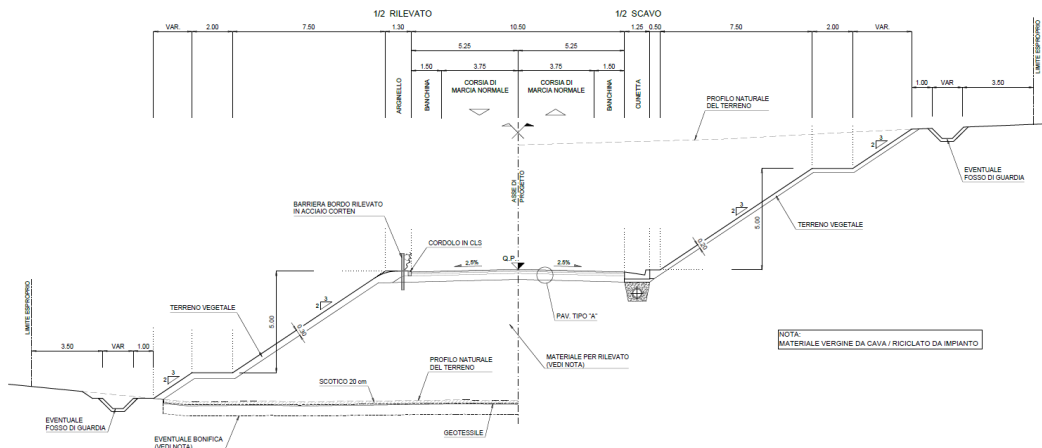 1/2 RILEVATO
1/2 SCAVO
VAR.
2.00
7.50
1.30
10.50
1.25
0.50
7.50
2.00
VAR.
5.25
5.25
1.50
3.75
3.75
1.50
1.00
VAR
3.50
LIMITE ESPROPRIO
ARGINELLO
BANCHINA
CORSIA DI
MARCIA NORMALE
CORSIA DI
MARCIA NORMALE
BANCHINA
CUNETTA
PROFILO NATURALE
DEL TERRENO
3
2
EVENTUALE
FOSSO DI GUARDIA
ASSE DI
PROGETTO
BARRIERA BORDO RILEVATO
IN ACCIAIO CORTEN
3
2
5.00
TERRENO VEGETALE
CORDOLO IN CLS
0.20
Q.P.
2.5%
2.5%
TERRENO VEGETALE
3
2
5.00
0.30
PAV. TIPO "A"
LIMITE ESPROPRIO
NOTA:
MATERIALE VERGINE DA CAVA / RICICLATO DA IMPIANTO
3.50
VAR
1.00
3
2
PROFILO NATURALE
DEL TERRENO
MATERIALE PER RILEVATO
(VEDI NOTA)
SCOTICO 20 cm
EVENTUALE
FOSSO DI GUARDIA
GEOTESSILE
EVENTUALE BONIFICA
(VEDI NOTA)